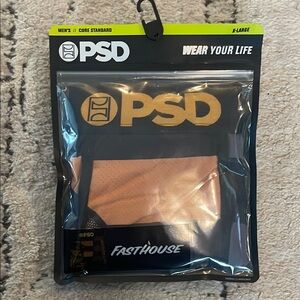 MEN'S // CORE STANDARD
X-LARGE
PSD
WEAR YOUR LIFE
PSD
PSD
FASTHOUSE